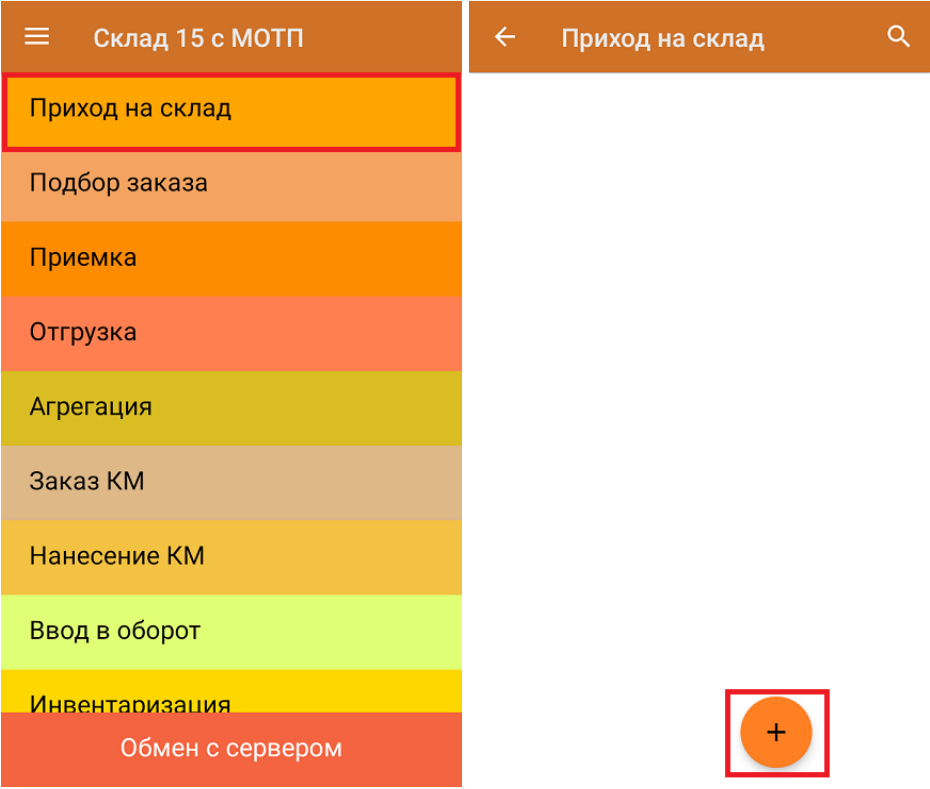 Склад 15 с МОТП
Приход на склад
Подбор заказа
Приемка
Отгрузка
Агрегация
Заказ КМ
Нанесение КМ
Ввод в оборот
Инвентаризация
Обмен с сервером
Приход на склад